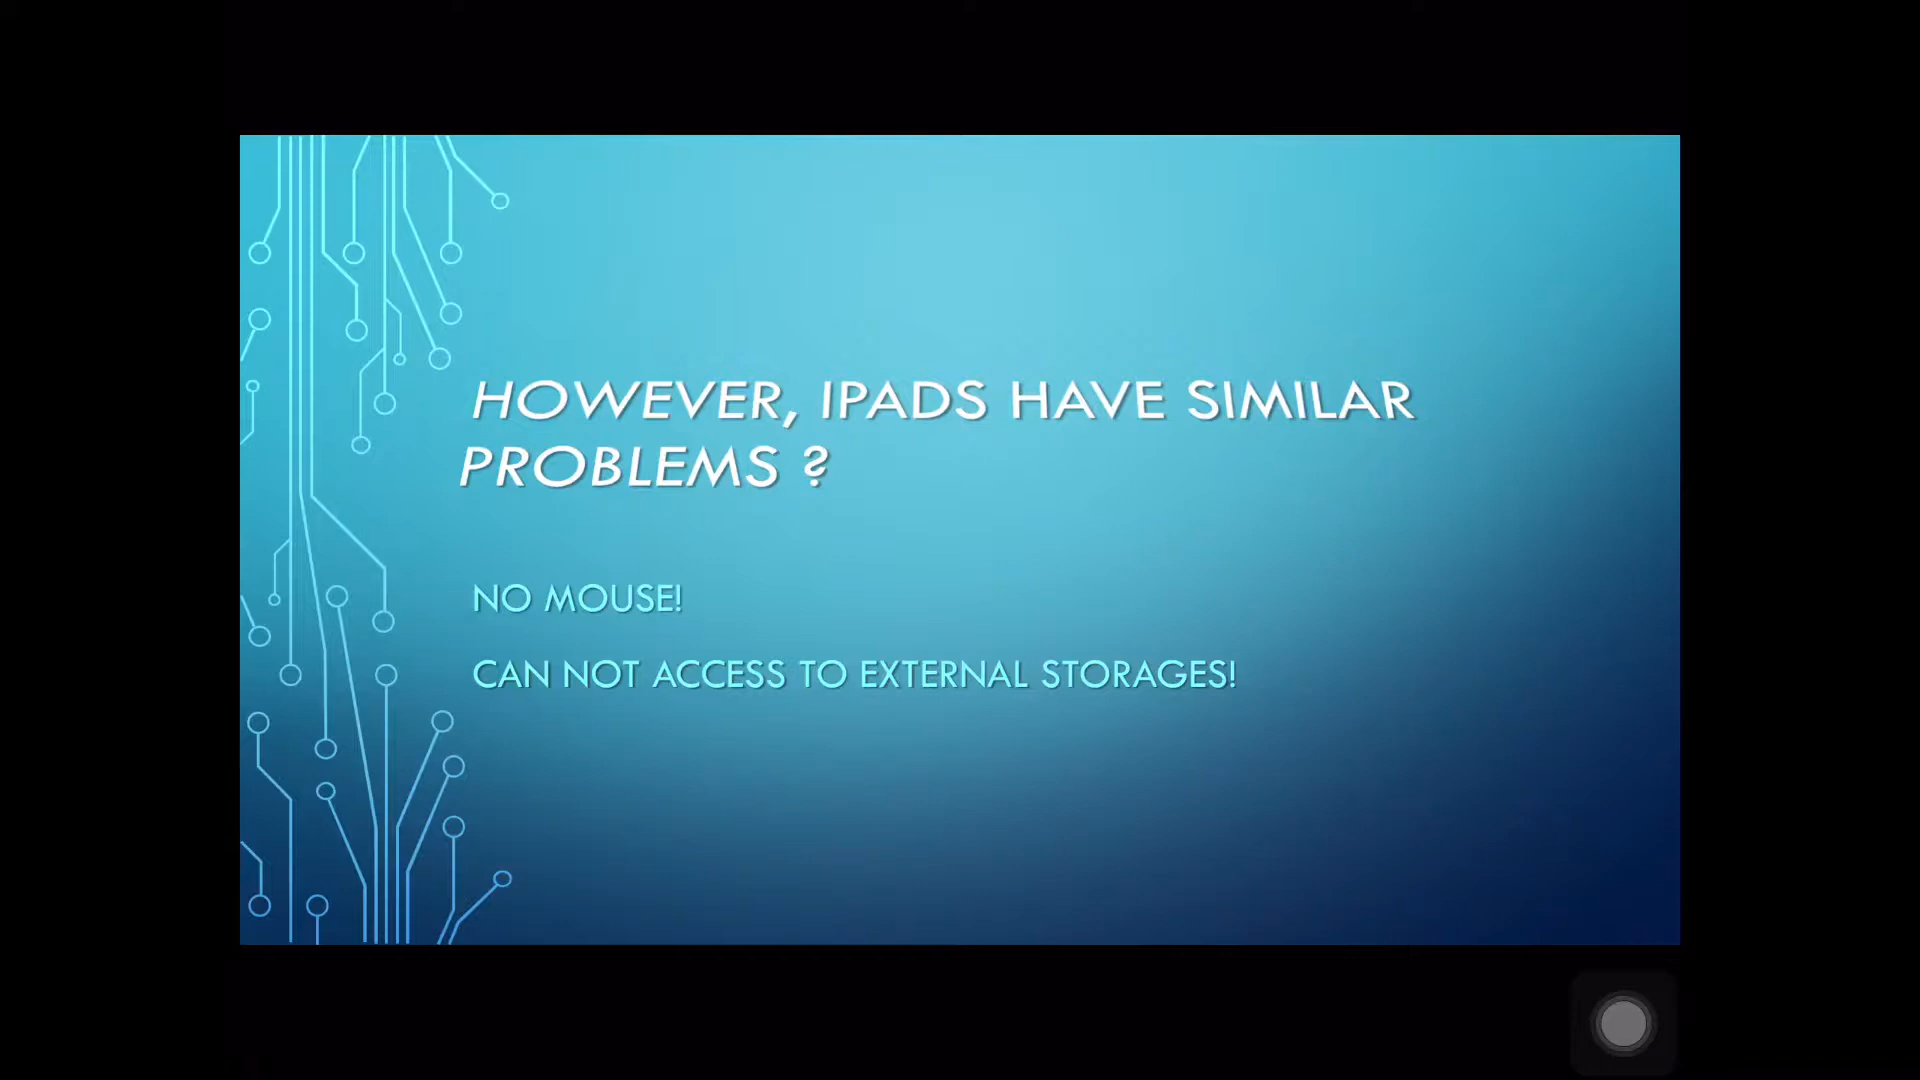 HOWEVER, IPADS HAVE SIMILAR
PROBLEMS ?
NO MOUSE!
CAN NOT ACCESS TO EXTERNAL STORAGES!